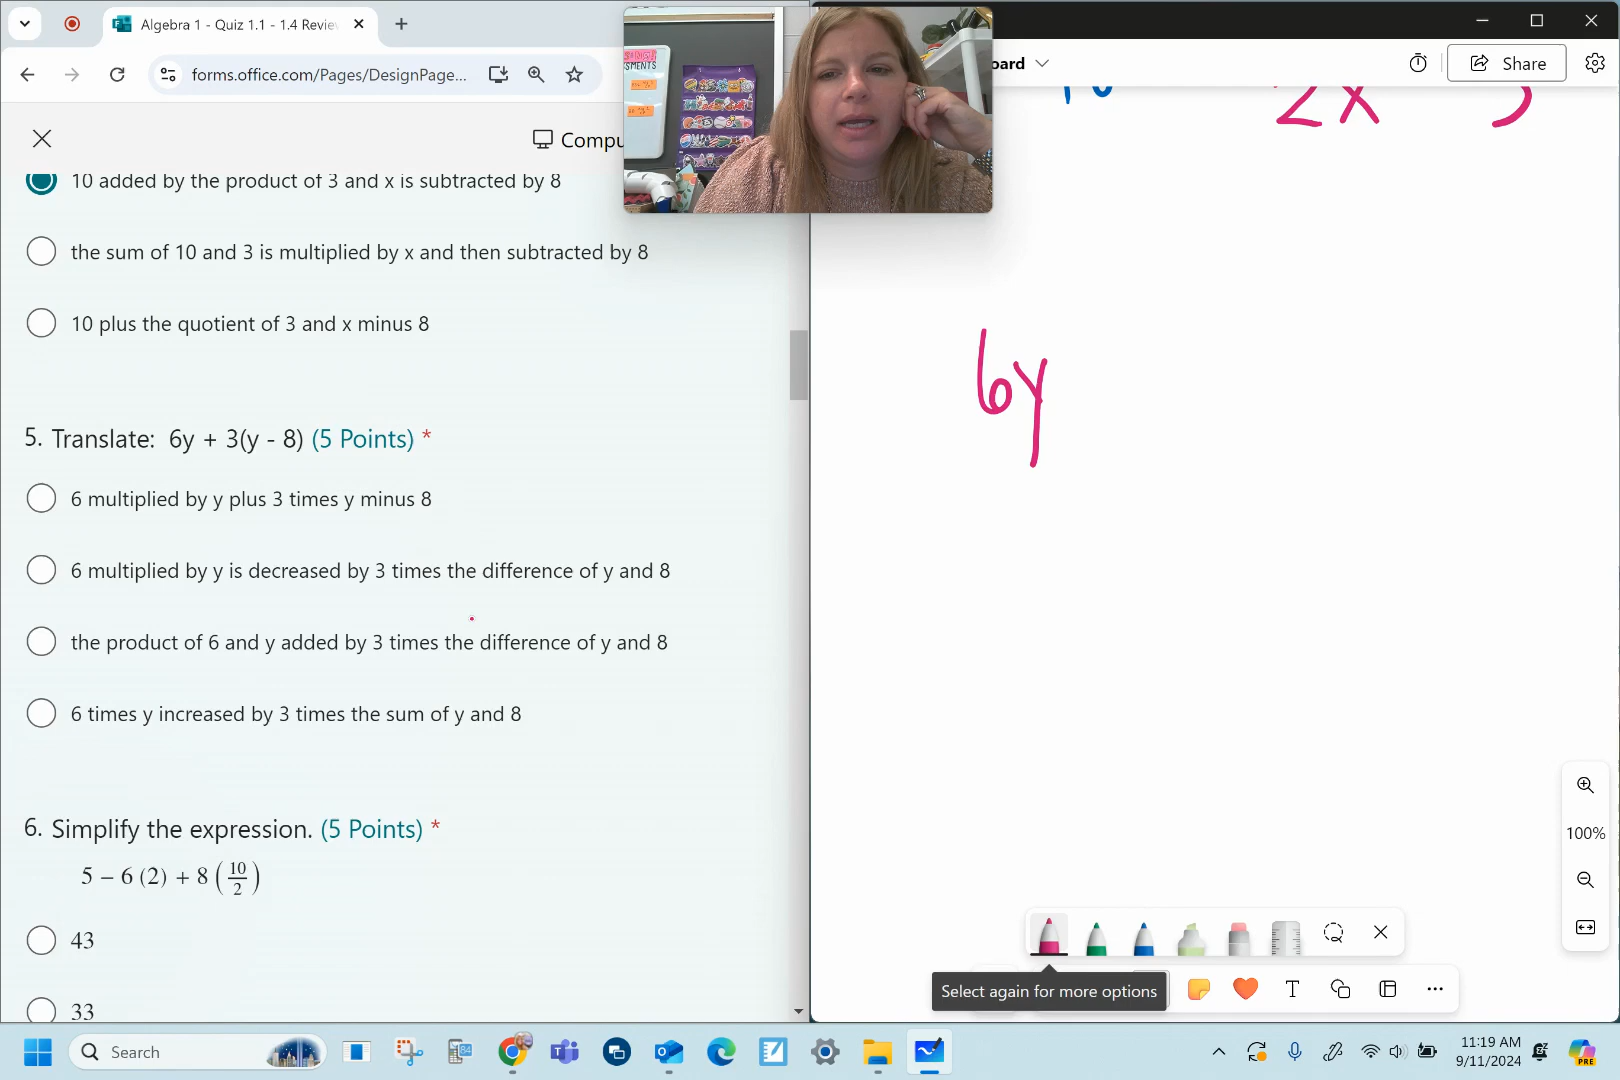 Algebra 1 - Quiz 1.1 - 1.4 Revie
forms.office.com/Pages/DesignPage...
Compu
oard
Share
SMENTS
10
2x 5
10 added by the product of 3 and x is subtracted by 8
the sum of 10 and 3 is multiplied by x and then subtracted by 8
10 plus the quotient of 3 and x minus 8
6y
5. Translate: 6y + 3(y - 8) (5 Points) *
6 multiplied by y plus 3 times y minus 8
6 multiplied by y is decreased by 3 times the difference of y and 8
the product of 6 and y added by 3 times the difference of y and 8
6 times y increased by 3 times the sum of y and 8
6. Simplify the expression. (5 Points) *
5 − 6 (2) + 8 (10/2)
43
33
100%
Select again for more options
T
Search
11:19 AM
9/11/2024
PRE